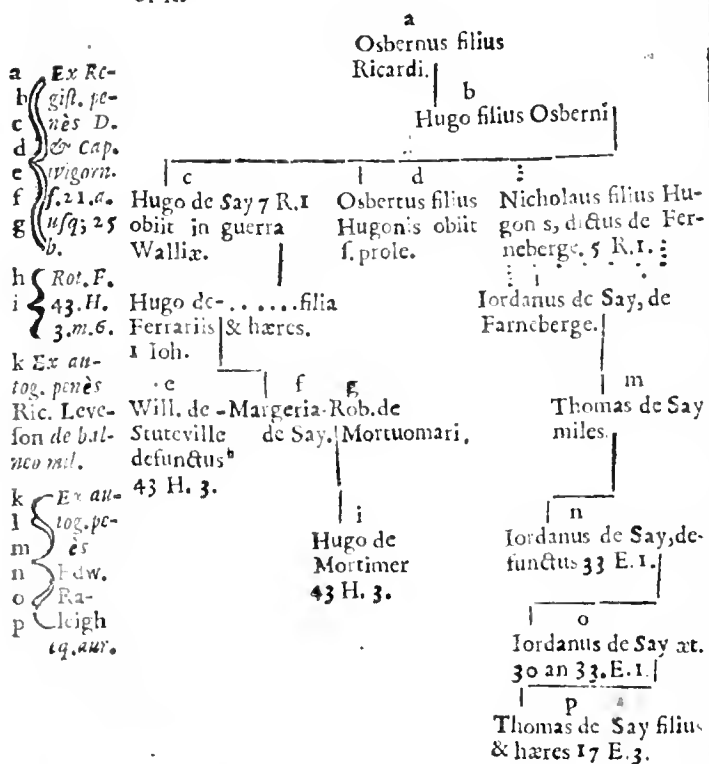 a
Osbernus filius
Ricardi.
b
Hugo filius Osberni
c
Hugo de Say 7 R.1
obiit in guerra
Walliæ.
d
Osbertus filius
Hugonis obiit
ſ. prole.
Nicholaus filius Hu-
gon s, dictus de Fer-
neberge. 5 R.1.
Hugo de-.......filia
Ferrariis & hæres.
1 Ioh.
l
Iordanus de Say, de
Farneberge.
e
Will. de -
Stuteville
defunctus h
43 H. 3.
f
Margeria-
de Say.
g
Rob. de
Mortuomari.
m
Thomas de Say
miles.
i
Hugo de
Mortimer
43 H. 3.
n
Iordanus de Say, de-
functus 33 E.1.
o
Iordanus de Say æt.
30 an 33. E.1.
p
Thomas de Say filius
& hæres 17 E.3.
a Ex Re-
b giſt. pe-
c nès D.
d & Cap.
e wigorn.
f f.21.a.
g uſq; 25
b.
h Rot. F.
i 43. H.
3.m.6.
k Ex au-
tog. penès
Ric. Leve-
ſon de bal-
neo mil.
k Ex au-
l tog. pe-
m ès
n Edw.
o Ra-
p leigh
eq. aur.